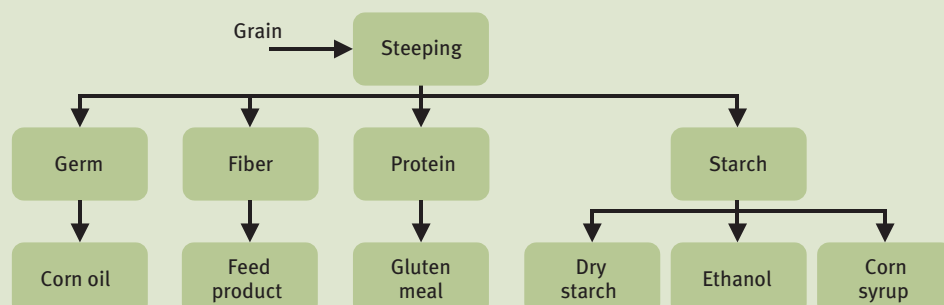 Grain
Steeping
Germ
Fiber
Protein
Starch
Corn oil
Feed
product
Gluten
meal
Dry
starch
Ethanol
Corn
syrup